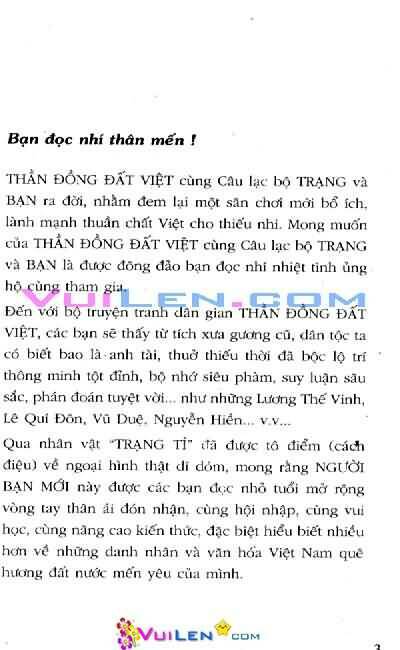 Bạn đọc nhí thân mến !
THẦN ĐỒNG ĐẤT VIỆT cùng Câu lạc bộ TRẠNG và
BẠN ra đời, nhằm đem lại một sân chơi mới bổ ích,
lành mạnh thuần chất Việt cho thiếu nhi. Mong muốn
của THẦN ĐỒNG ĐẤT VIỆT cùng Câu lạc bộ TRẠNG
và BẠN là được đông đảo bạn đọc nhí nhiệt tình ủng
hộ cùng tham gia.
VUILEN.COM
Đến với bộ truyện tranh dân gian THẦN ĐỒNG ĐẤT
VIỆT, các bạn sẽ thấy từ tích xưa gương cũ, dân tộc ta
có biết bao là anh tài, thuở thiếu thời đã bộc lộ trí
thông minh tột đỉnh, bộ nhớ siêu phàm, suy luận sâu
sắc, phán đoán tuyệt vời... như những Lương Thế Vinh,
Lê Quí Đôn, Vũ Duệ, Nguyễn Hiền... v.v...
Qua nhân vật "TRẠNG TÍ" đã được tô điểm (cách
điệu) về ngoại hình thật dí dỏm, mong rằng NGƯỜI
BẠN MỚI này được các bạn đọc nhỏ tuổi mở rộng
vòng tay thân ái đón nhận, cùng hội nhập, cùng vui
học, cùng nâng cao kiến thức, đặc biệt hiểu biết nhiều
hơn về những danh nhân và văn hóa Việt Nam quê
hương đất nước mến yêu của mình.
VUILEN.COM
3